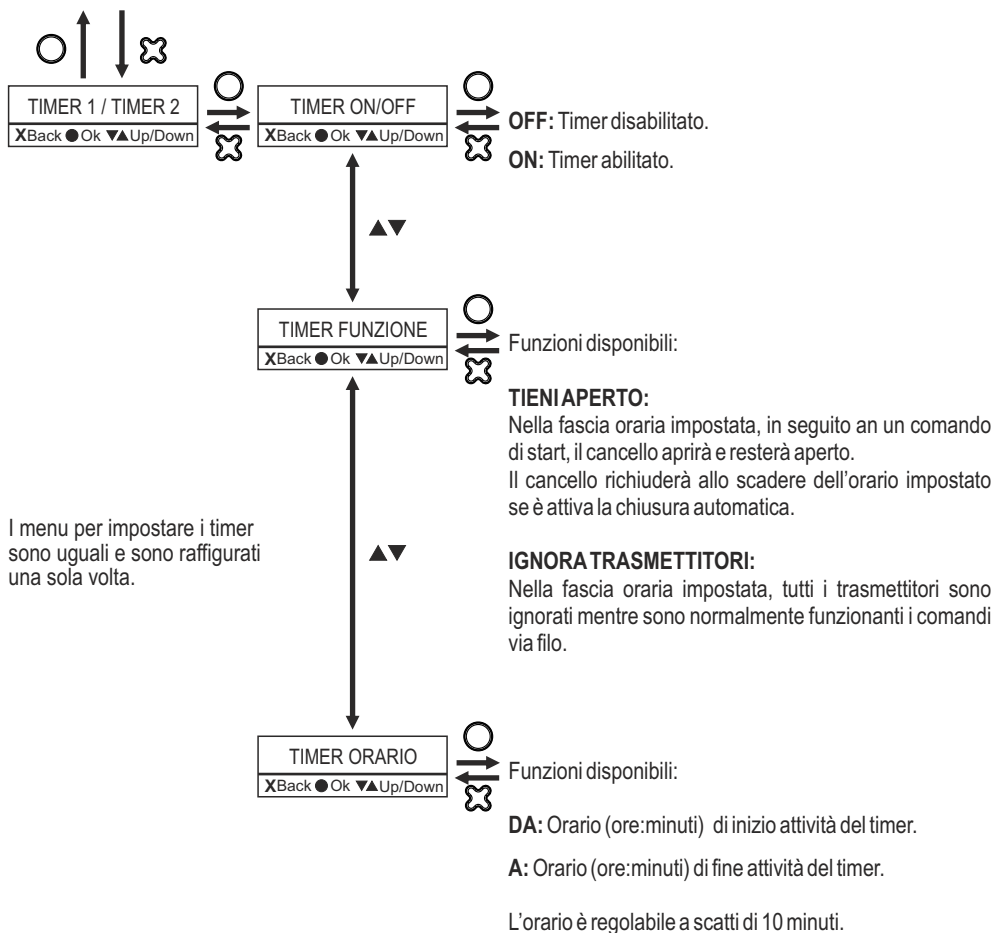 TIMER 1 / TIMER 2
XBack ●Ok ▼▲Up/Down
TIMER ON/OFF
XBack ●Ok ▼▲Up/Down
OFF: Timer disabilitato.
ON: Timer abilitato.
▲▼
TIMER FUNZIONE
XBack ●Ok ▼▲Up/Down
Funzioni disponibili:
TIENI APERTO:
Nella fascia oraria impostata, in seguito an un comando
di start, il cancello aprirà e resterà aperto.
Il cancello richiuderà allo scadere dell'orario impostato
se è attiva la chiusura automatica.
I menu per impostare i timer
sono uguali e sono raffigurati
una sola volta.
▲▼
IGNORA TRASMETTITORI:
Nella fascia oraria impostata, tutti i trasmettitori sono
ignorati mentre sono normalmente funzionanti i comandi
via filo.
TIMER ORARIO
XBack ●Ok ▼▲Up/Down
Funzioni disponibili:
DA: Orario (ore:minuti) di inizio attività del timer.
A: Orario (ore:minuti) di fine attività del timer.
L'orario è regolabile a scatti di 10 minuti.